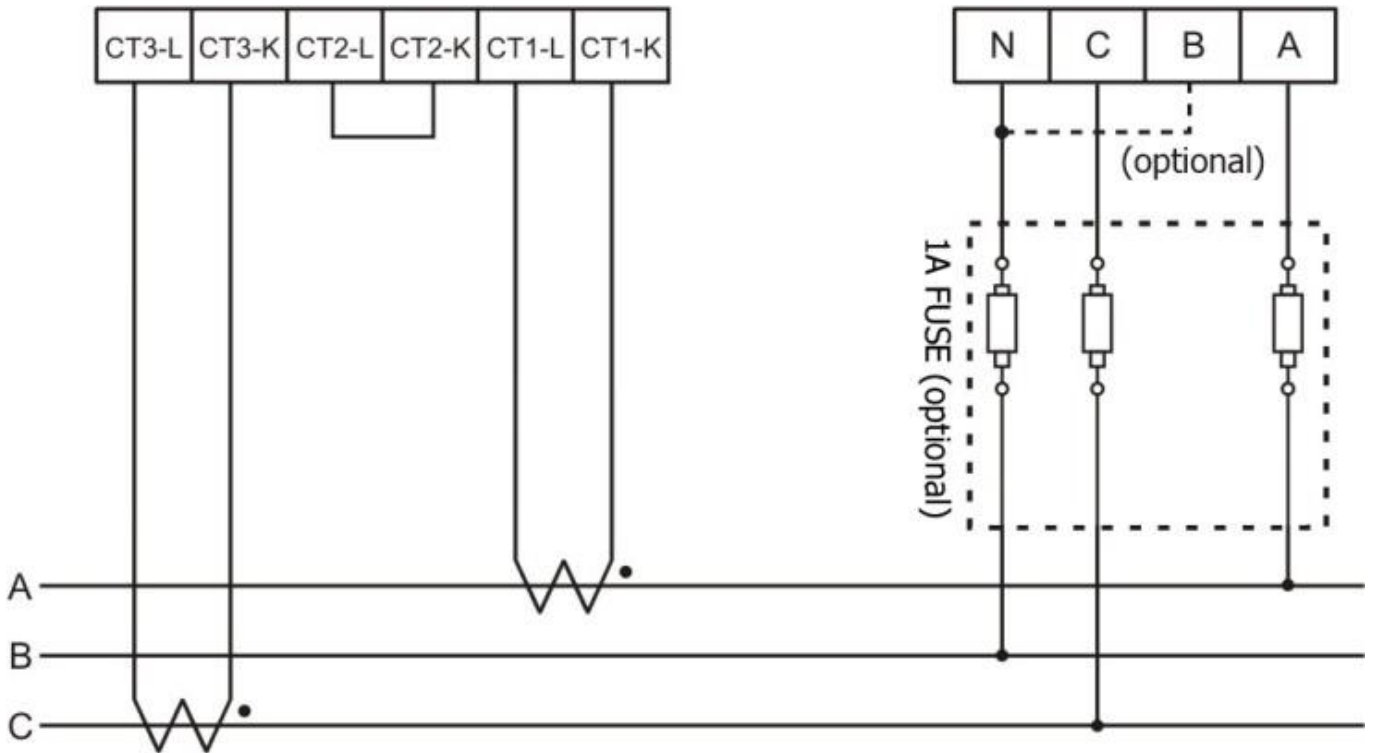 CT3-L CT3-K CT2-L CT2-K CT1-L CT1-K
N C B A
(optional)
1A FUSE (optional)
A
B
C